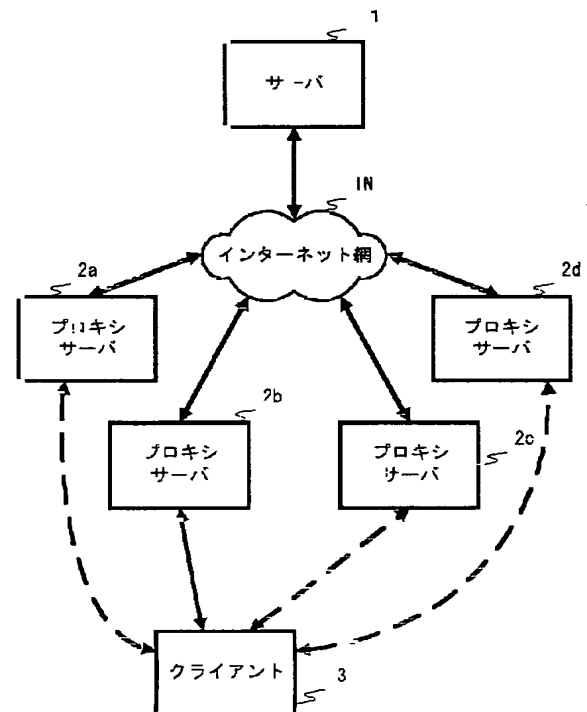 1
サーバ
IN
インターネット網
2a
プロキシ
サーバ
2d
プロキシ
サーバ
2b
プロキシ
サーバ
2c
プロキシ
サーバ
クライアント
3